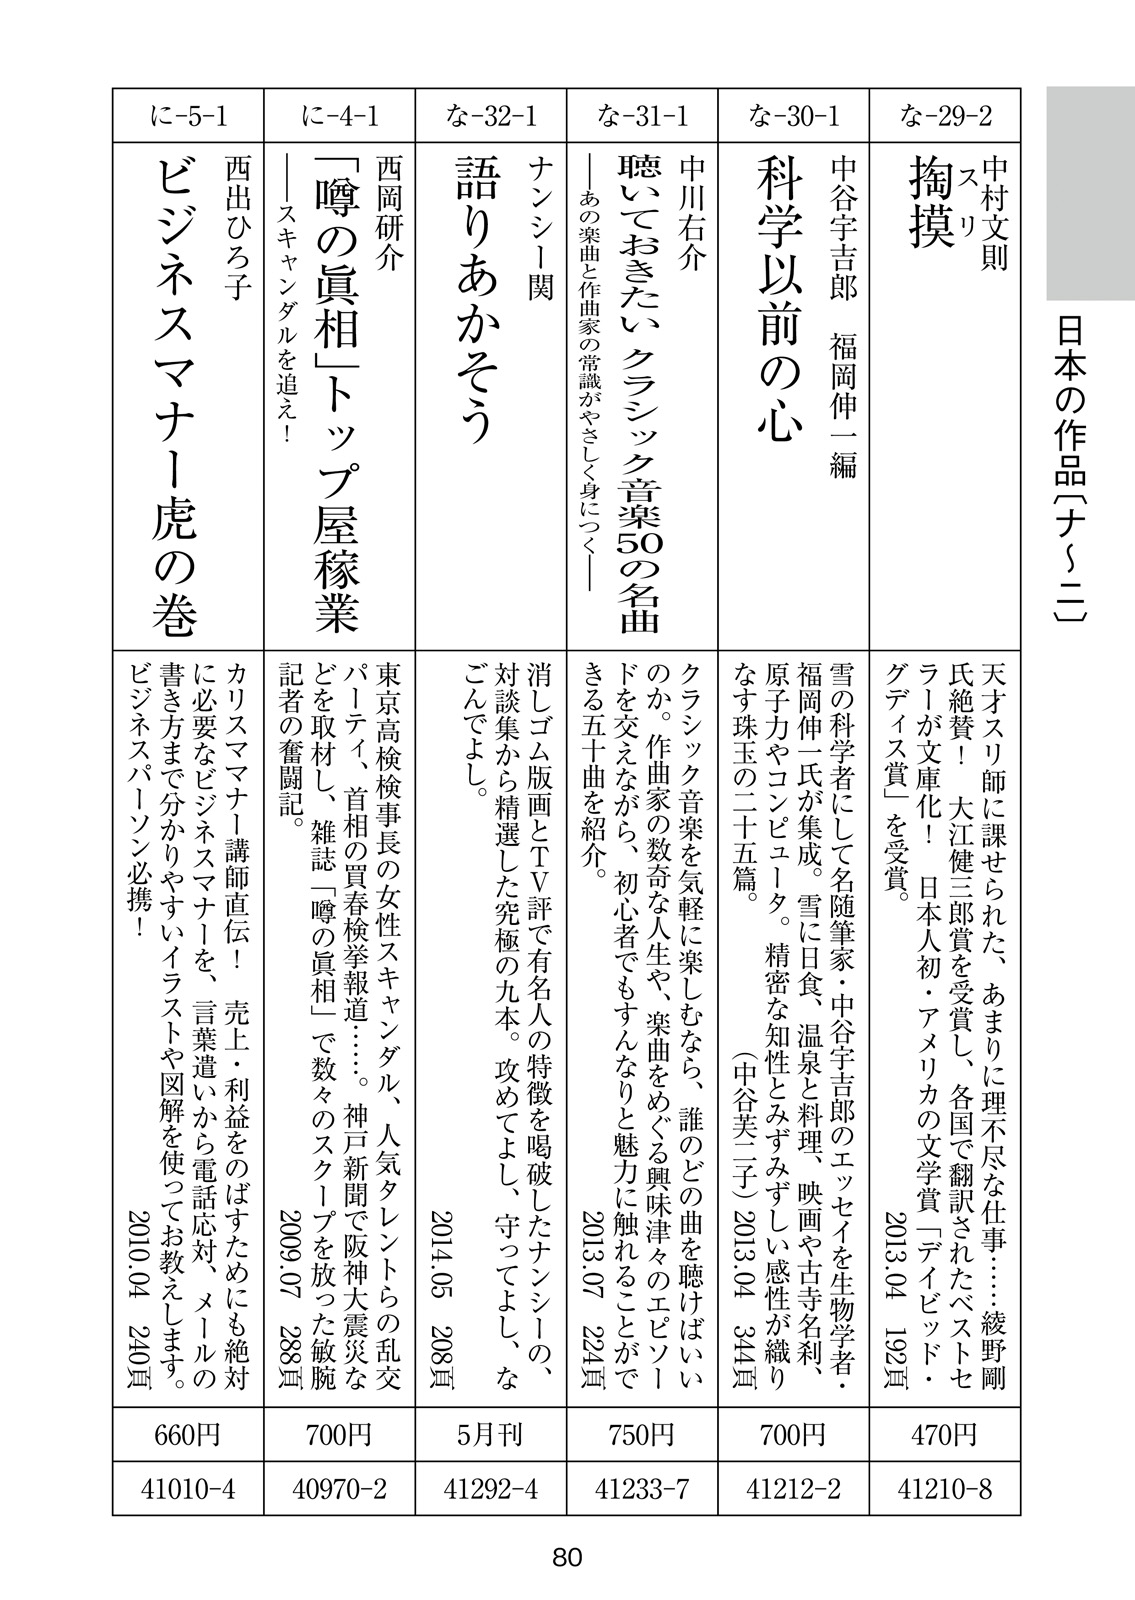 日本の作品〔ナ〜ニ〕
な-29-2
中村文則
スリ
掏摸
天才スリ師に課せられた、あまりに理不尽な仕事……綾野剛
氏絶賛！　大江健三郎賞を受賞し、各国で翻訳されたベストセ
ラーが文庫化！　日本人初・アメリカの文学賞「デイビッド・
グディス賞」を受賞。
2013.04　192頁
470円
41210-8
な-30-1
中谷宇吉郎　福岡伸一編
科学以前の心
雪の科学者にして名随筆家・中谷宇吉郎のエッセイを生物学者・
福岡伸一氏が集成。雪に日食、温泉と料理、映画や古寺名刹、
原子力やコンピュータ。精密な知性とみずみずしい感性が織り
なす珠玉の二十五篇。（中谷芙二子）2013.04　344頁
700円
41212-2
な-31-1
中川右介
聴いておきたい クラシック音楽50の名曲
――あの楽曲と作曲家の常識がやさしく身につく――
クラシック音楽を気軽に楽しむなら、誰のどの曲を聴けばいい
のか。作曲家の数奇な人生や、楽曲をめぐる興味津々のエピソー
ドを交えながら、初心者でもすんなりと魅力に触れることがで
きる五十曲を紹介。2013.07　224頁
750円
41233-7
な-32-1
ナンシー関
語りあかそう
消しゴム版画とTV評で有名人の特徴を喝破したナンシーの、
対談集から精選した究極の九本。攻めてよし、守ってよし、な
ごんでよし。
2014.05　208頁
5月刊
41292-4
に-4-1
西岡研介
「噂の眞相」トップ屋稼業
――スキャンダルを追え！
東京高検検事長の女性スキャンダル、人気タレントらの乱交
パーティ、首相の買春検挙報道……。神戸新聞で阪神大震災な
どを取材し、雑誌「噂の眞相」で数々のスクープを放った敏腕
記者の奮闘記。2009.07　288頁
700円
40970-2
に-5-1
西出ひろ子
ビジネスマナー虎の巻
カリスママナー講師直伝！　売上・利益をのばすためにも絶対
に必要なビジネスマナーを、言葉遣いから電話応対、メールの
書き方まで分かりやすいイラストや図解を使ってお教えします。
ビジネスパーソン必携！2010.04　240頁
660円
41010-4
80